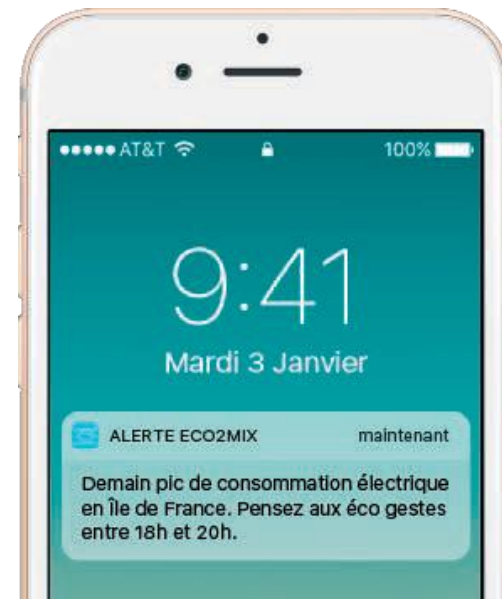 AT&T 100%
9:41
Mardi 3 Janvier
ALERTE ECO2MIX maintenant
Demain pic de consommation électrique
en Île de France. Pensez aux éco gestes
entre 18h et 20h.